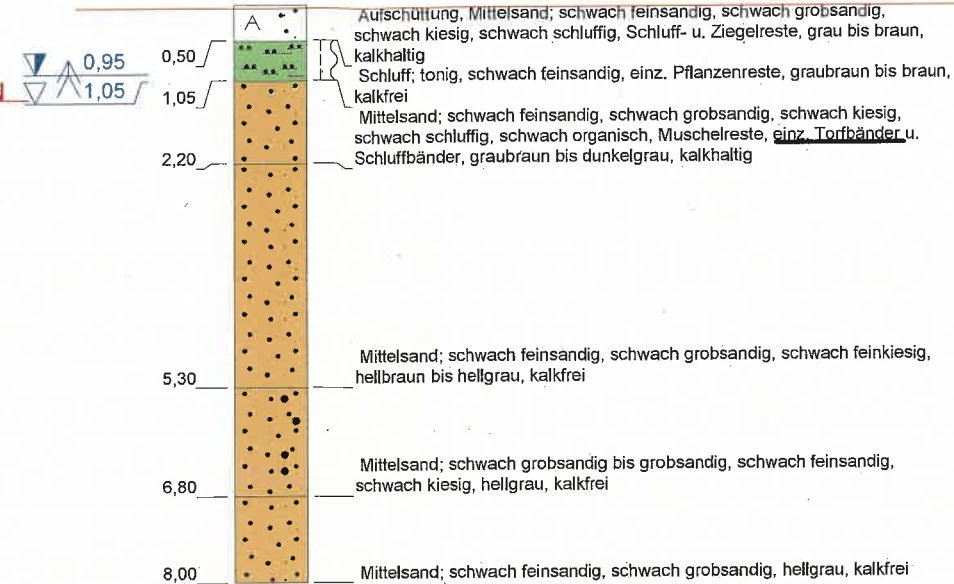 Aufschüttung, Mittelsand; schwach feinsandig, schwach grobsandig,
schwach kiesig, schwach schluffig, Schluff- u. Ziegelreste, grau bis braun,
kalkhaltig
A
0,95
1,05
0,50
Schluff; tonig, schwach feinsandig, einz. Pflanzenreste, graubraun bis braun,
kalkfrei
1,05
Mittelsand; schwach feinsandig, schwach grobsandig, schwach kiesig,
schwach schluffig, schwach organisch, Muschelreste, einz. Torfbänder u.
Schluffbänder, graubraun bis dunkelgrau, kalkhaltig
2,20
Mittelsand; schwach feinsandig, schwach grobsandig, schwach feinkiesig,
hellbraun bis hellgrau, kalkfrei
5,30
Mittelsand; schwach grobsandig bis grobsandig, schwach feinsandig,
schwach kiesig, hellgrau, kalkfrei
6,80
Mittelsand; schwach feinsandig, schwach grobsandig, hellgrau, kalkfrei
8,00